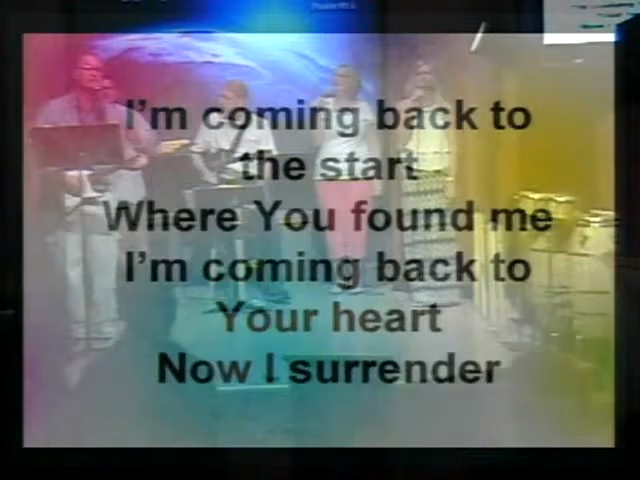 I'm coming back to
the start
Where You found me
I'm coming back to
Your heart
Now I surrender